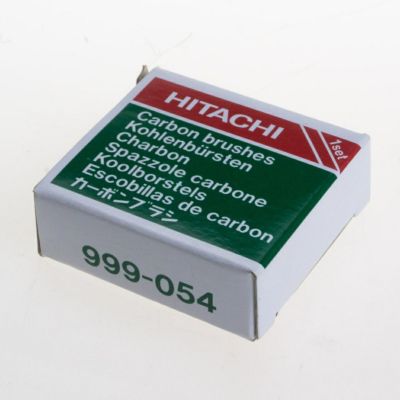 HITACHI
1set
Carbon brushes
Kohlenbürsten
Charbon
Spazzole carbone
Koolborstels
Escobillas de carbon
カーボンブラシ
999-054